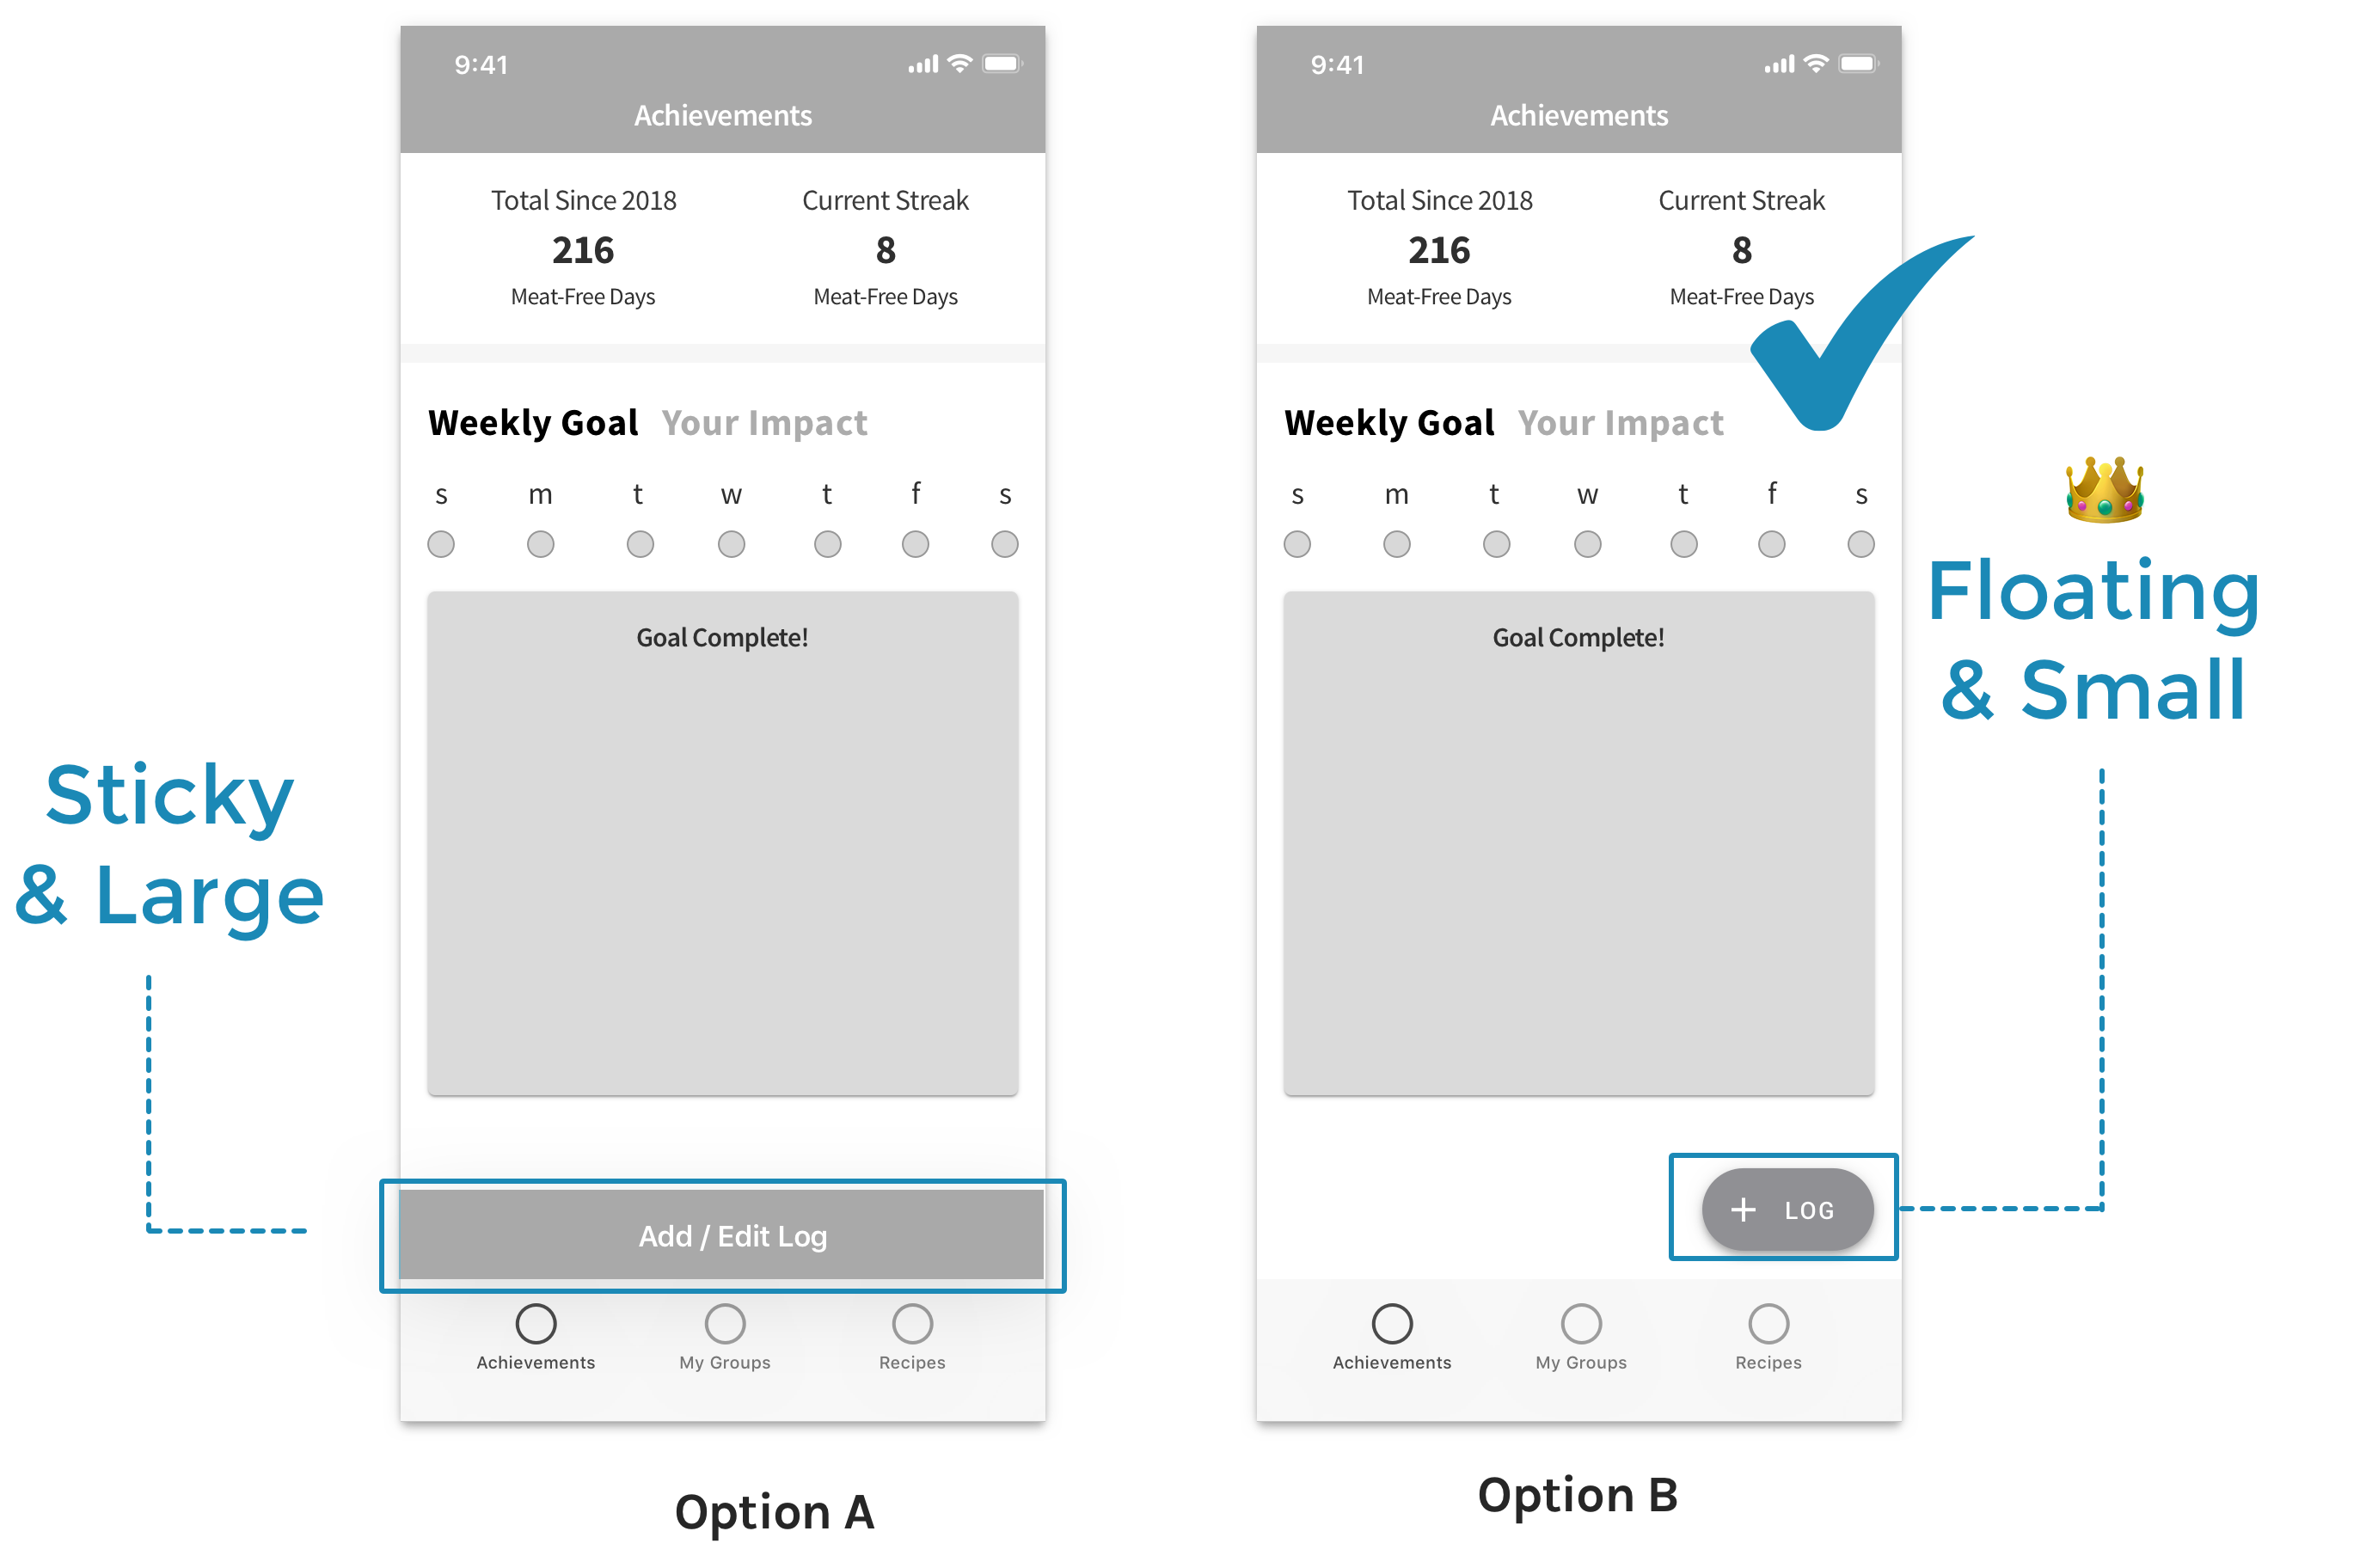 9:41
Achievements
Total Since 2018 Current Streak
216 8
Meat-Free Days Meat-Free Days
Weekly Goal Your Impact
s m t w t f s
Goal Complete!
Sticky
& Large
Add / Edit Log
Achievements My Groups Recipes
Option A
9:41
Achievements
Total Since 2018 Current Streak
216 8
Meat-Free Days Meat-Free Days
Weekly Goal Your Impact
s m t w t f s
Goal Complete!
Floating
& Small
+ LOG
Achievements My Groups Recipes
Option B